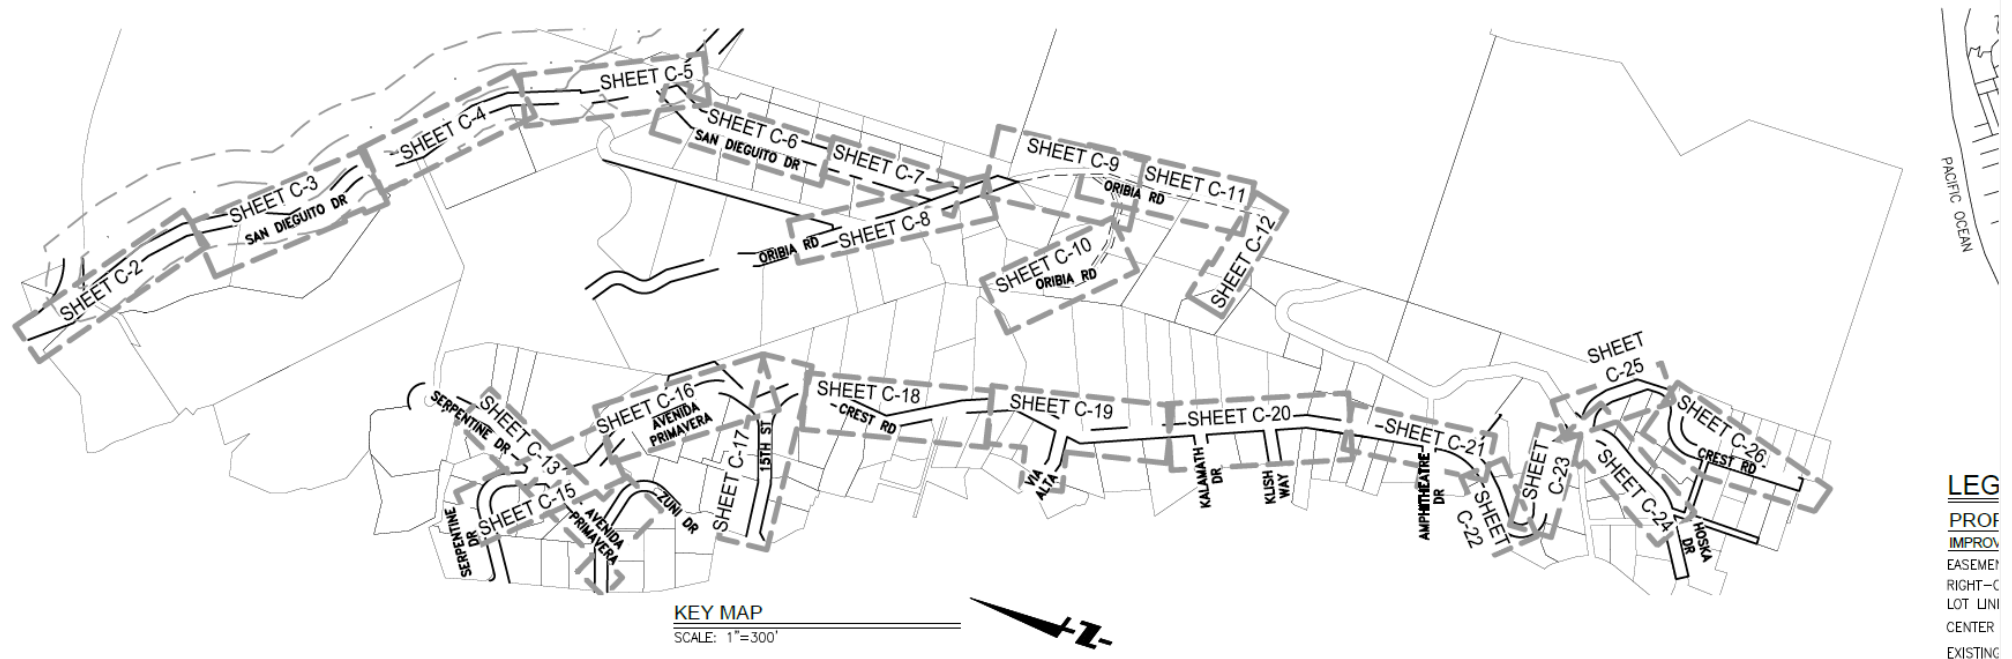 SHEET C-5
SHEET C-4
SHEET C-6
SAN DIEGUITO DR
SHEET C-7
SHEET C-9
SHEET C-11
ORIBIA RD
SHEET C-3
SAN DIEGUITO DR
SHEET C-8
ORIBIA RD
SHEET C-12
SHEET C-10
ORIBIA RD
SHEET C-2
PACIFIC OCEAN
SHEET
C-25
SHEET C-16
AVENIDA
PRIMAVERA
SHEET C-18
CREST RD
SHEET C-19
SHEET C-20
SHEET C-21
SHEET C-26
CREST RD
SERPENTINE DR
SHEET C-13
SHEET C-17
15TH ST
VIA
ALTA
KALAMATH
DR
KLISH
WAY
AMPHITHEATRE
DR
SHEET
C-22
SHEET
C-23
SHEET C-24
HOSKA
DR
SHEET C-15
SERPENTINE
DR
AVENIDA
PRIMAVERA
ZUNI DR
KEY MAP
SCALE: 1"=300'
Z
LEG
PROP
IMPROV
EASEMEN
RIGHT-O
LOT LINE
CENTER
EXISTING